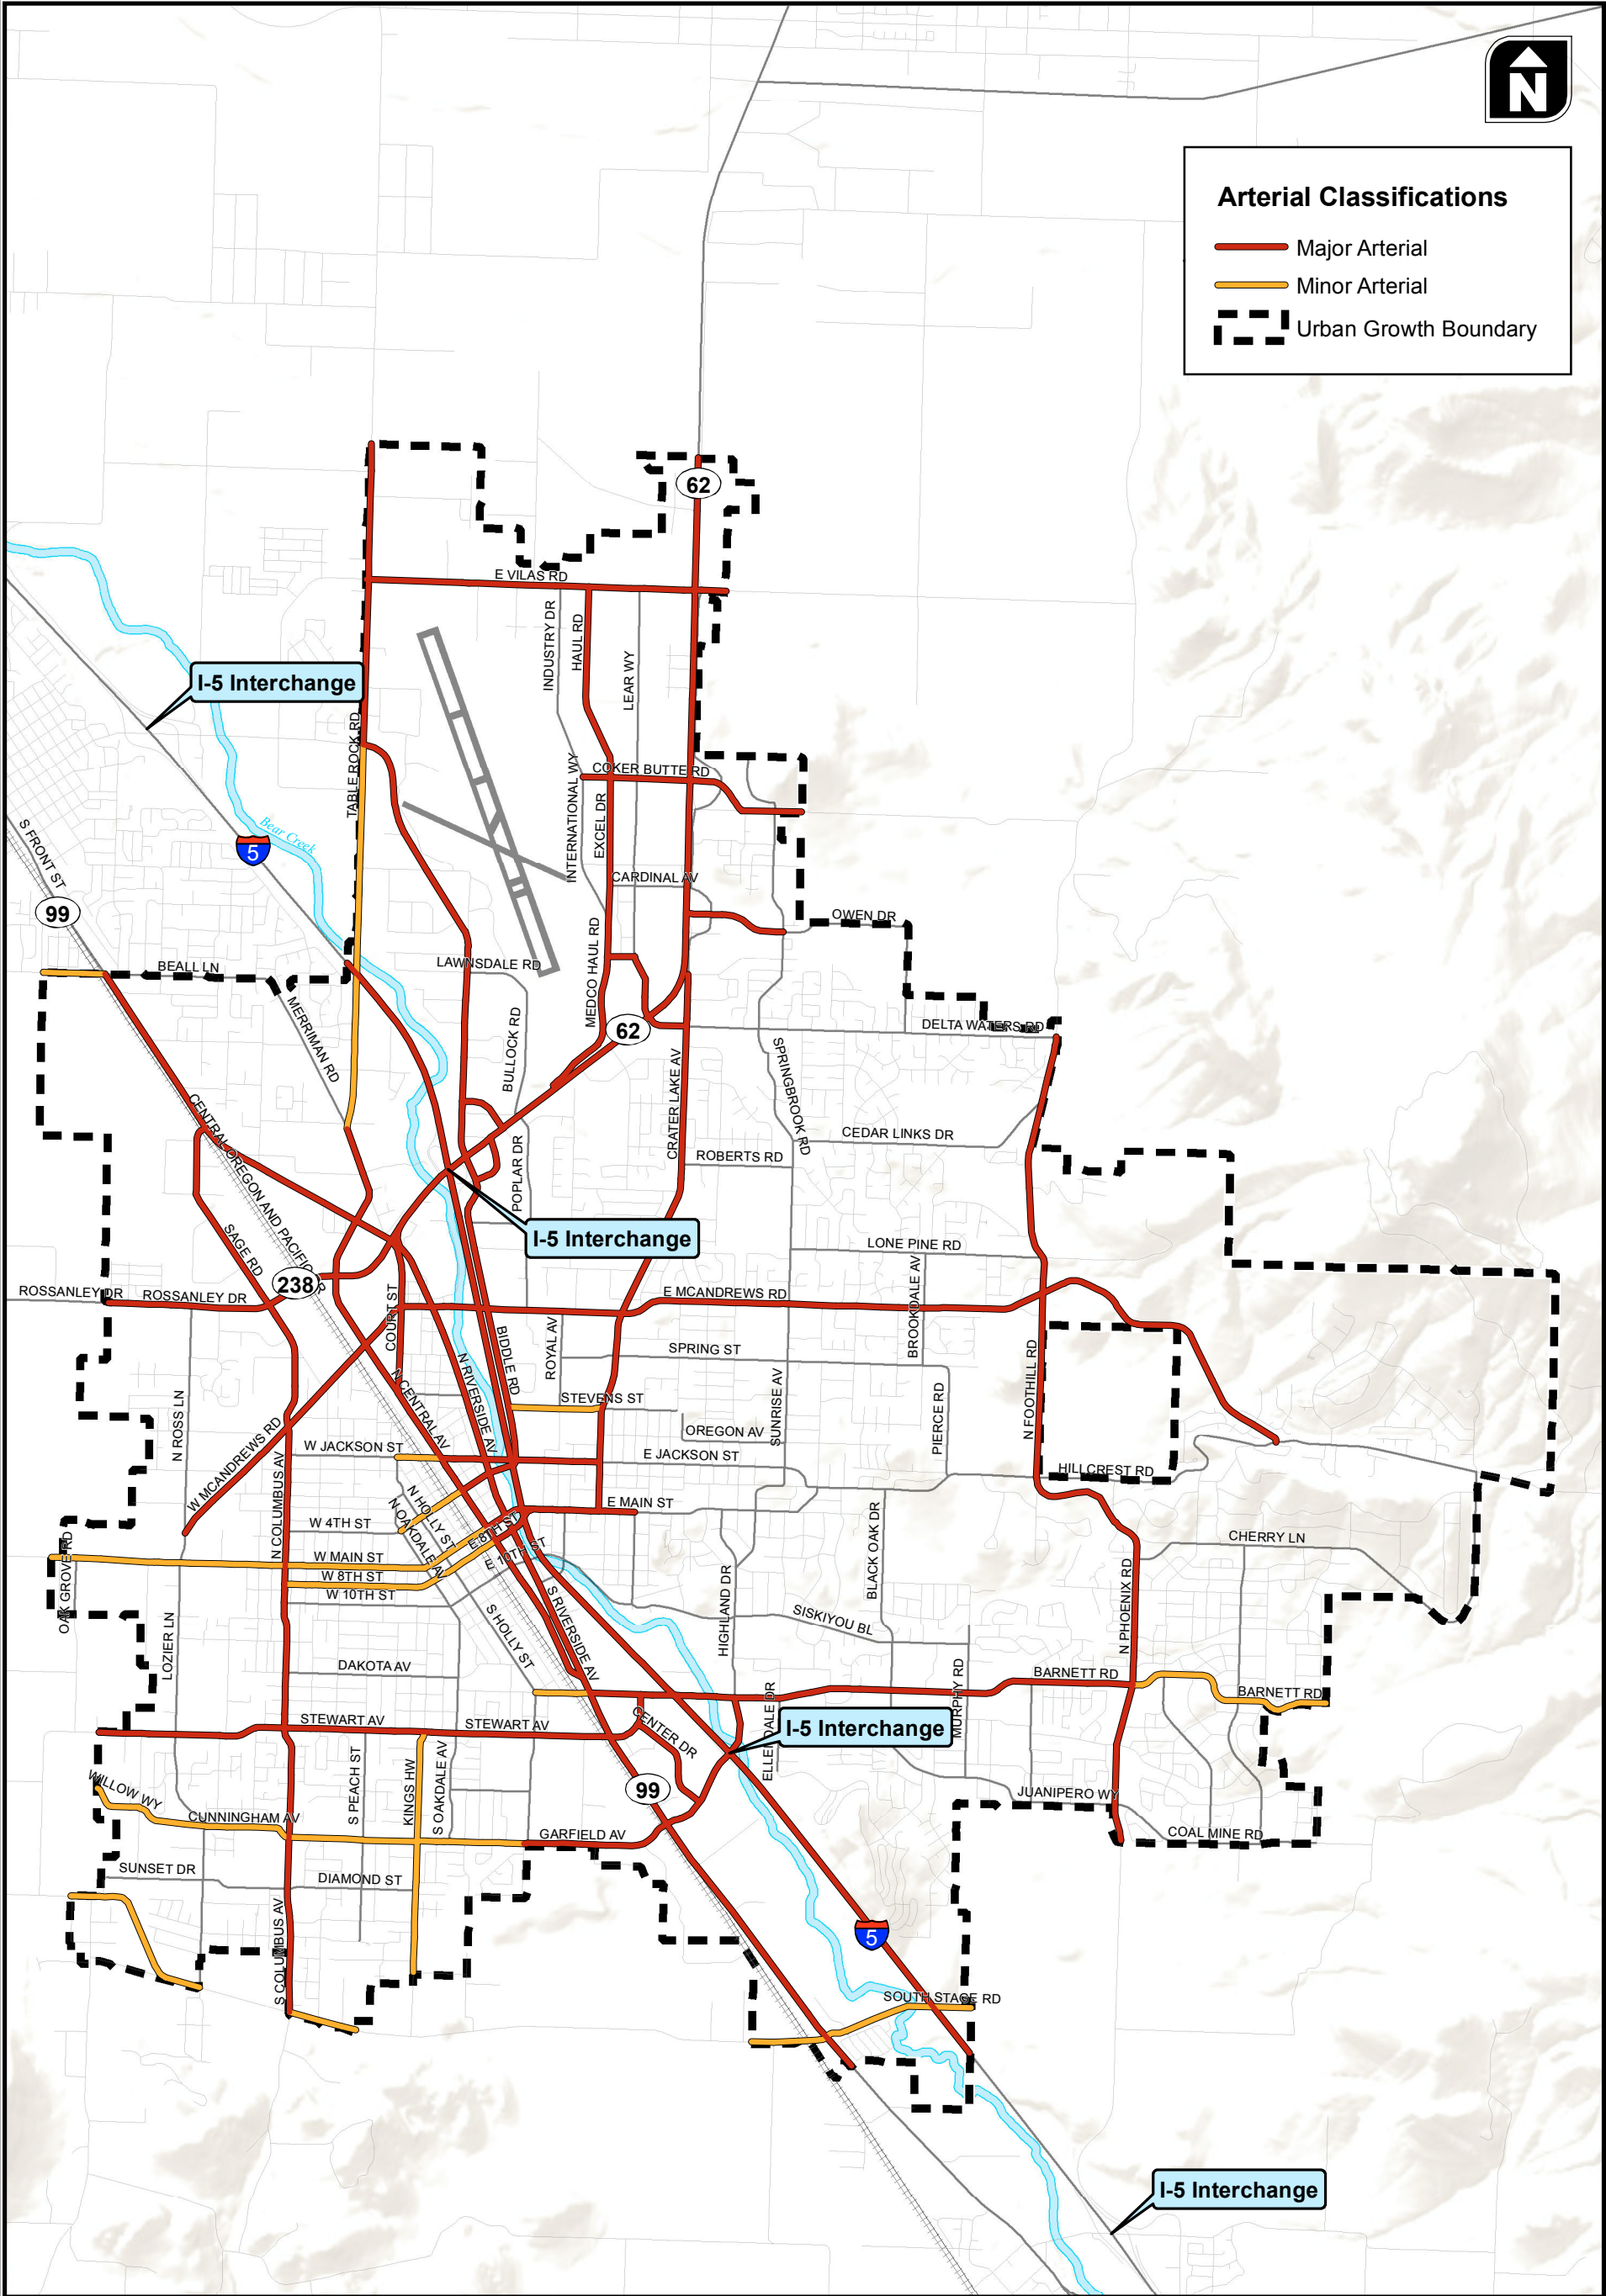 N
Arterial Classifications
Major Arterial
Minor Arterial
Urban Growth Boundary
62
E VILAS RD
INDUSTRY DR
HAUL RD
LEAR WY
I-5 Interchange
TABLE ROCK RD
COKER BUTTE RD
INTERNATIONAL WY
EXCEL DR
Bear Creek
5
S FRONT ST
99
CARDINAL AV
OWEN DR
BEALL LN
LAWNSDALE RD
MEDCO HAUL RD
MERRIMAN RD
BULLOCK RD
62
DELTA WATERS RD
SPRINGBROOK RD
CRATER LAKE AV
CENTRAL OREGON AND PACIFIC RR
CEDAR LINKS DR
ROBERTS RD
POPLAR DR
SAGE RD
I-5 Interchange
LONE PINE RD
238
ROSSANLEY DR
ROSSANLEY DR
COURT ST
E MCANDREWS RD
BROOKDALE AV
BIDDLE RD
ROYAL AV
SPRING ST
N FOOTHILL RD
N RIVERSIDE AV
N CENTRAL AV
STEVENS ST
SUNRISE AV
PIERCE RD
N ROSS LN
OREGON AV
W MCANDREWS RD
W JACKSON ST
E JACKSON ST
HILLCREST RD
N COLUMBUS AV
N HOLLY ST
N OAKDALE AV
E MAIN ST
W 4TH ST
E 8TH ST
E 10TH ST
BLACK OAK DR
CHERRY LN
OAK GROVE RD
W MAIN ST
W 8TH ST
W 10TH ST
HIGHLAND DR
N PHOENIX RD
S RIVERSIDE AV
S HOLLY ST
SISKIYOU BL
LOZIER LN
DAKOTA AV
MURPHY RD
BARNETT RD
BARNETT RD
ELLENDALE DR
STEWART AV
STEWART AV
CENTER DR
I-5 Interchange
WILLOW WY
S PEACH ST
KINGS HW
S OAKDALE AV
99
JUANIPERO WY
CUNNINGHAM AV
GARFIELD AV
COAL MINE RD
SUNSET DR
DIAMOND ST
S COLUMBUS AV
5
SOUTH STAGE RD
I-5 Interchange